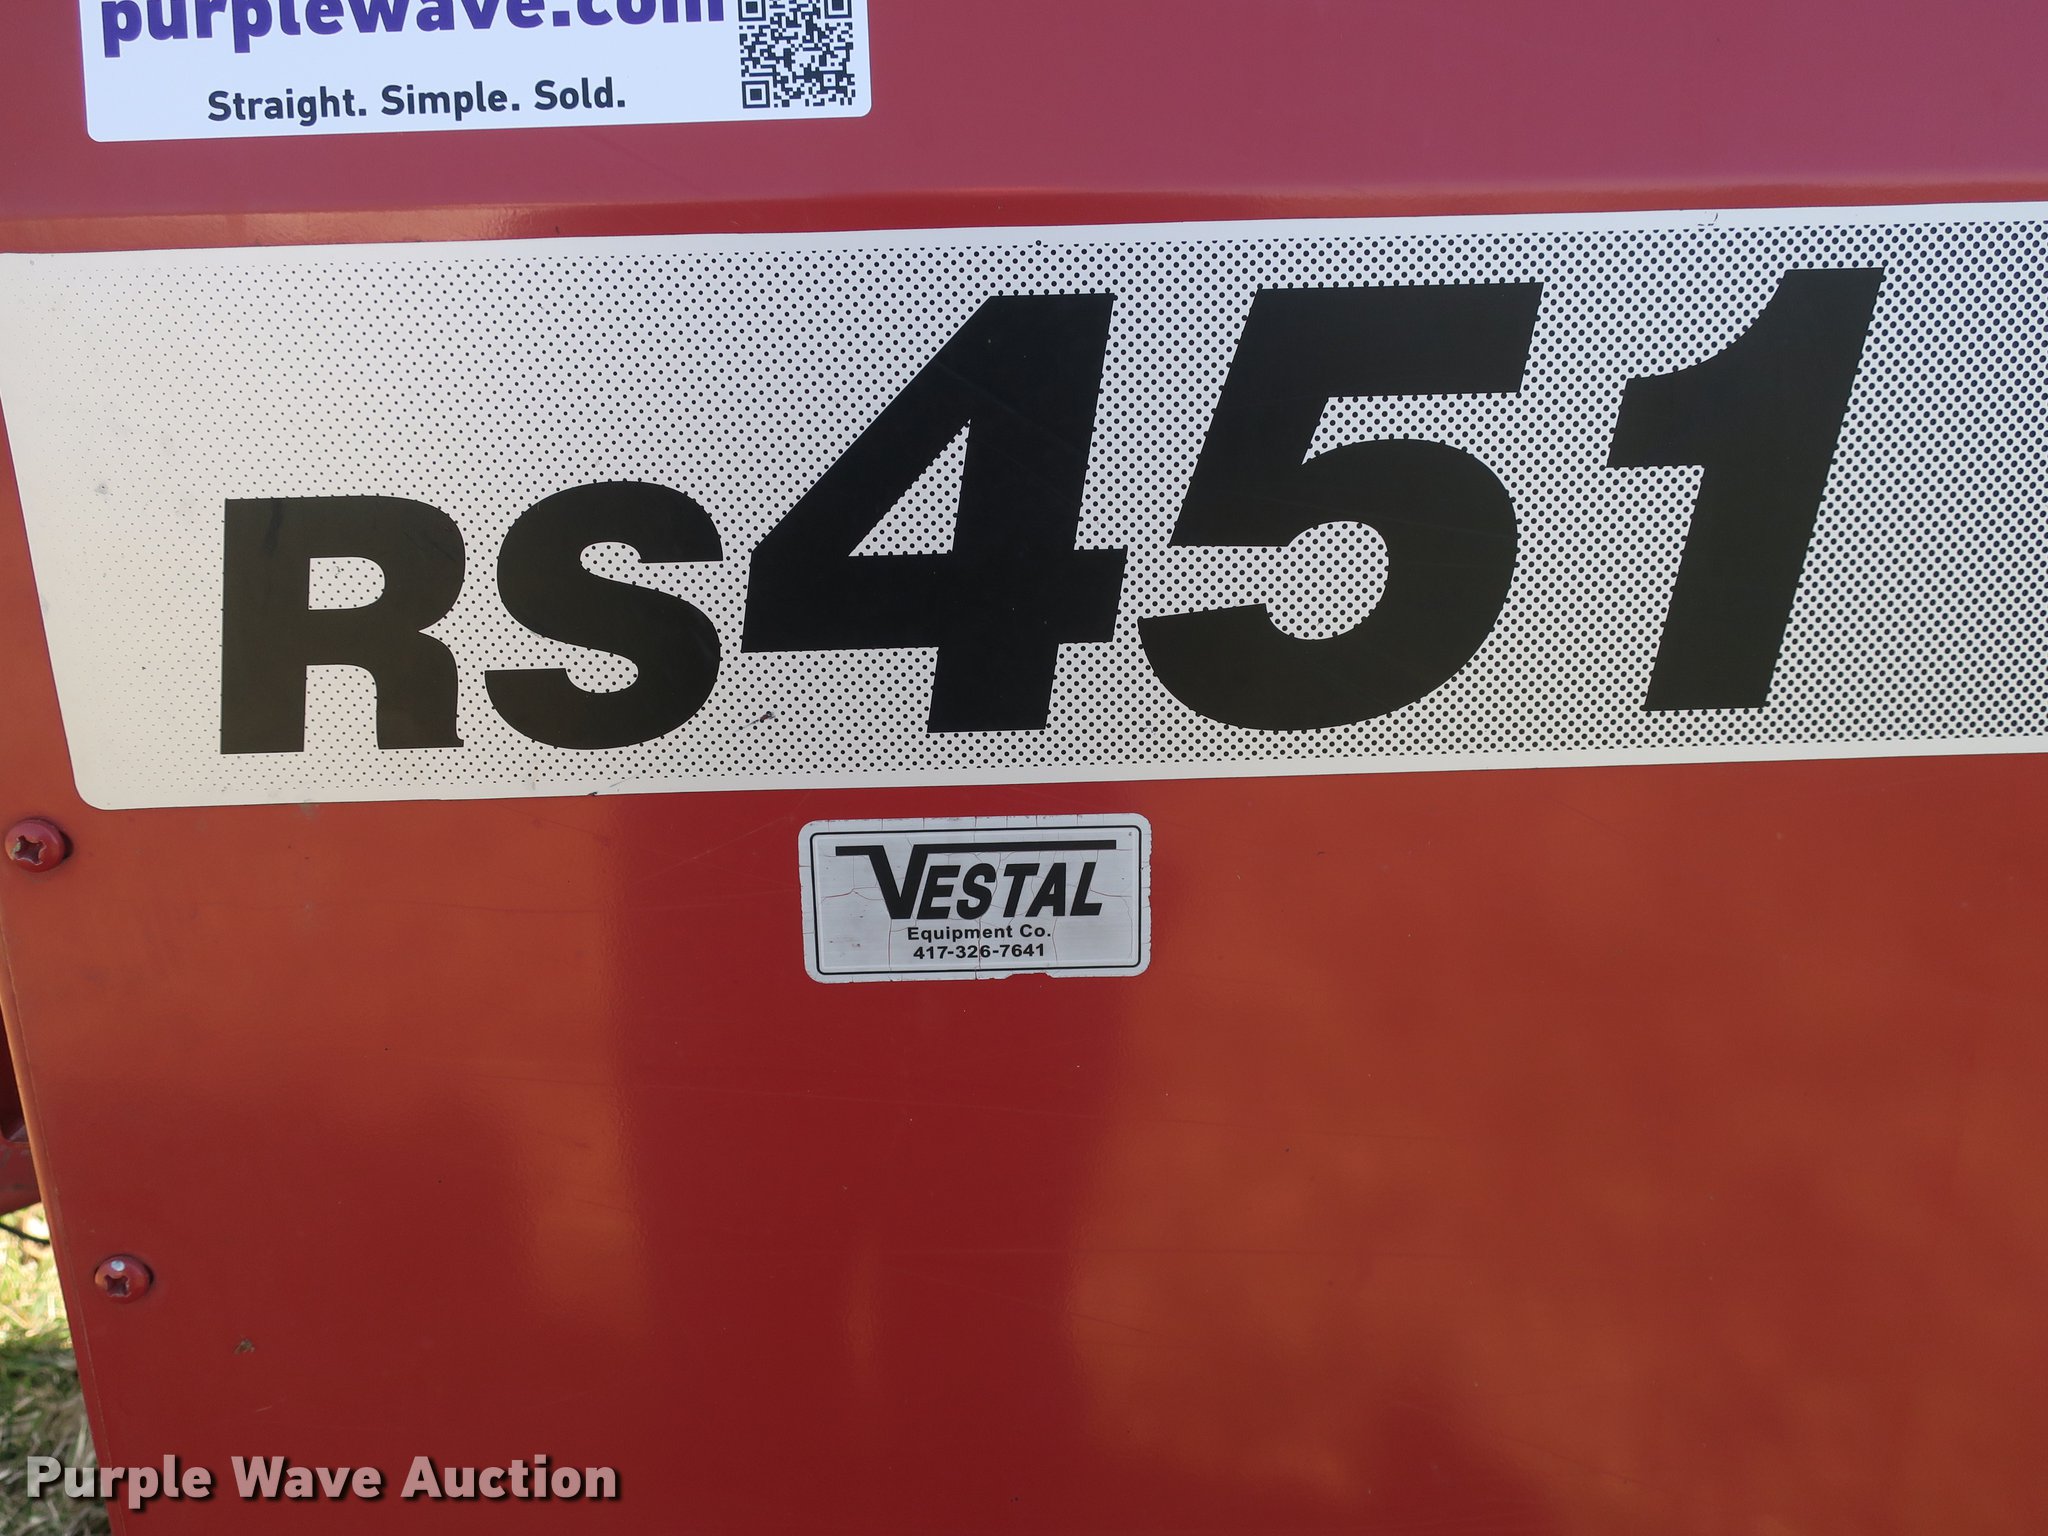 purplewave.com
Straight. Simple. Sold.
RS451
VESTAL
Equipment Co.
417-326-7641
Purple Wave Auction